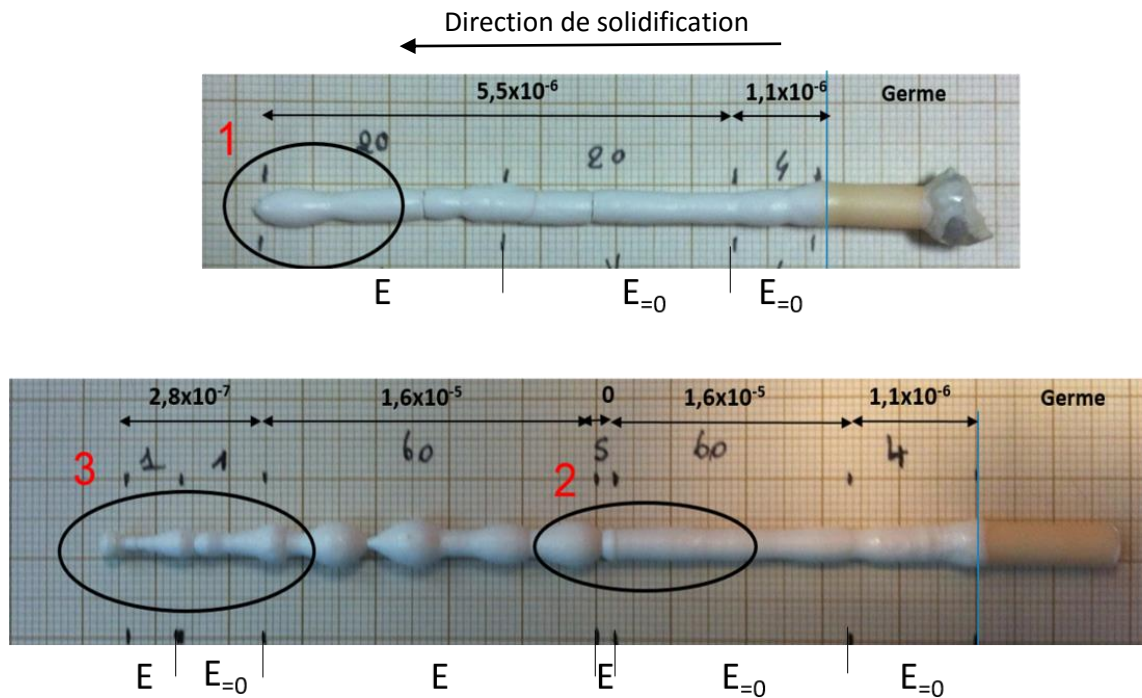 Direction de solidification
5,5x10⁻⁶ 1,1x10⁻⁶ Germe
1
20 20 4
E E=0 E=0
2,8x10⁻⁷ 1,6x10⁻⁵ 0 1,6x10⁻⁵ 1,1x10⁻⁶ Germe
3 1 1 60 2 5 60 4
E E=0 E E E=0 E=0